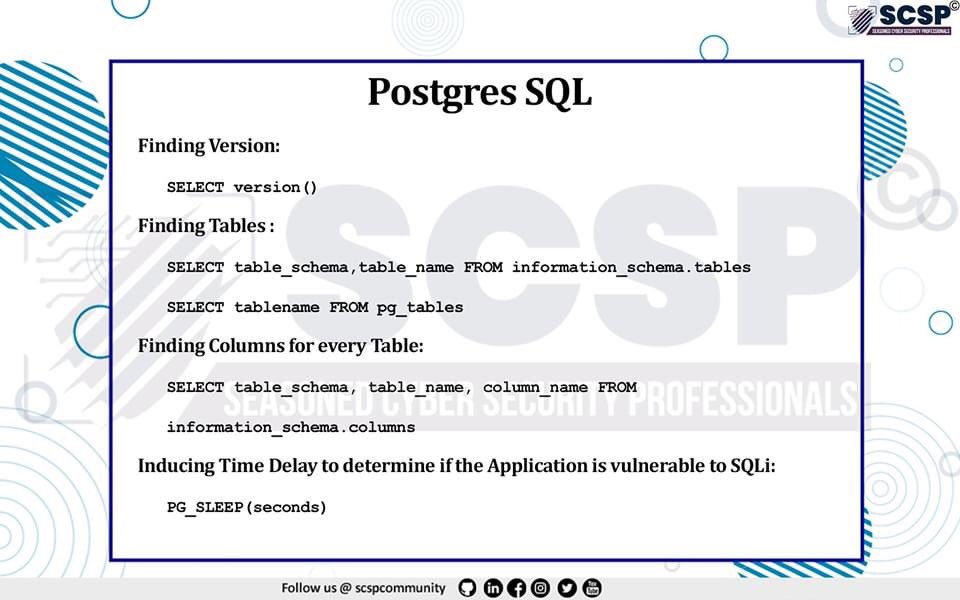 SCSP©
SEASONED CYBER SECURITY PROFESSIONALS
Postgres SQL
Finding Version:
SELECT version()
Finding Tables :
SELECT table_schema,table_name FROM information_schema.tables
SELECT tablename FROM pg_tables
Finding Columns for every Table:
SELECT table_schema, table_name, column_name FROM
information_schema.columns
Inducing Time Delay to determine if the Application is vulnerable to SQLi:
PG_SLEEP(seconds)
SCSP©
SEASONED CYBER SECURITY PROFESSIONALS
Follow us @ scspcommunity